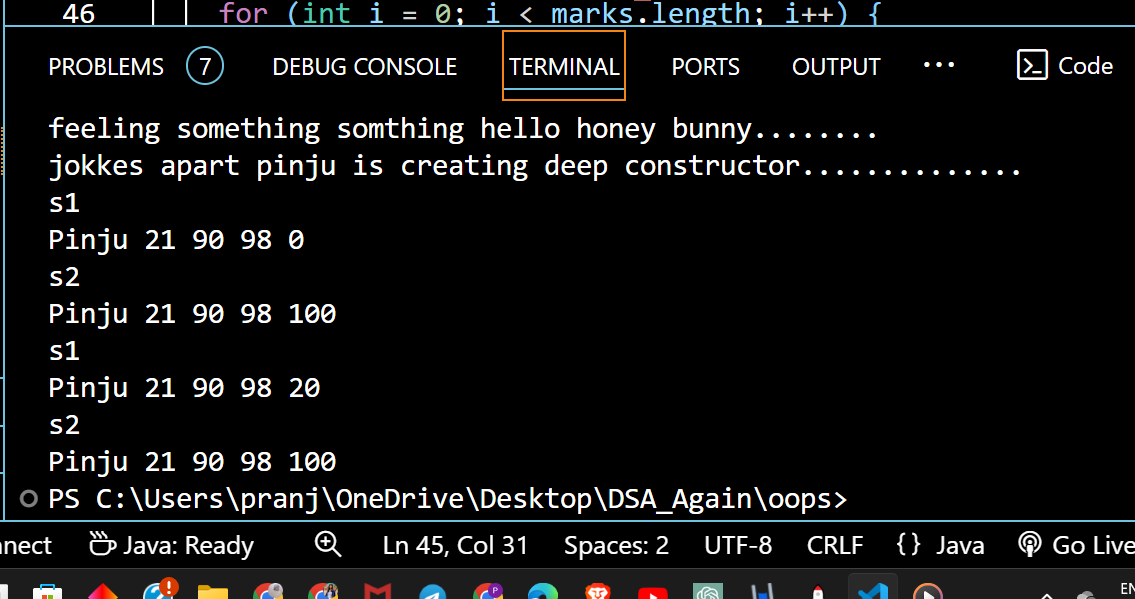 46 for (int i = 0; i < marks.length; i++) {
PROBLEMS 7 DEBUG CONSOLE TERMINAL PORTS OUTPUT ··· Code
feeling something somthing hello honey bunny........
jokkes apart pinju is creating deep constructor..............
s1
Pinju 21 90 98 0
s2
Pinju 21 90 98 100
s1
Pinju 21 90 98 20
s2
Pinju 21 90 98 100
PS C:\Users\pranj\OneDrive\Desktop\DSA_Again\oops>
nnect Java: Ready Ln 45, Col 31 Spaces: 2 UTF-8 CRLF {} Java Go Live
P EN